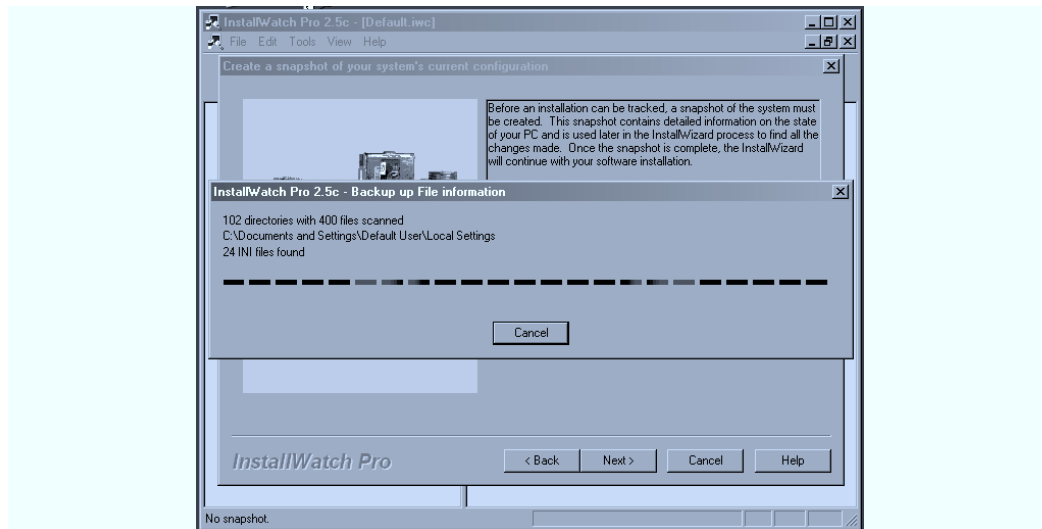 InstallWatch Pro 2.5c - [Default.iwc]
File Edit Tools View Help
Create a snapshot of your system's current configuration
Before an installation can be tracked, a snapshot of the system must
be created. This snapshot contains detailed information on the state
of your PC and is used later in the InstallWizard process to find all the
changes made. Once the snapshot is complete, the InstallWizard
will continue with your software installation.
InstallWatch Pro 2.5c - Backup up File information
102 directories with 400 files scanned
C:\Documents and Settings\Default User\Local Settings
24 INI files found
Cancel
InstallWatch Pro
< Back Next > Cancel Help
No snapshot.